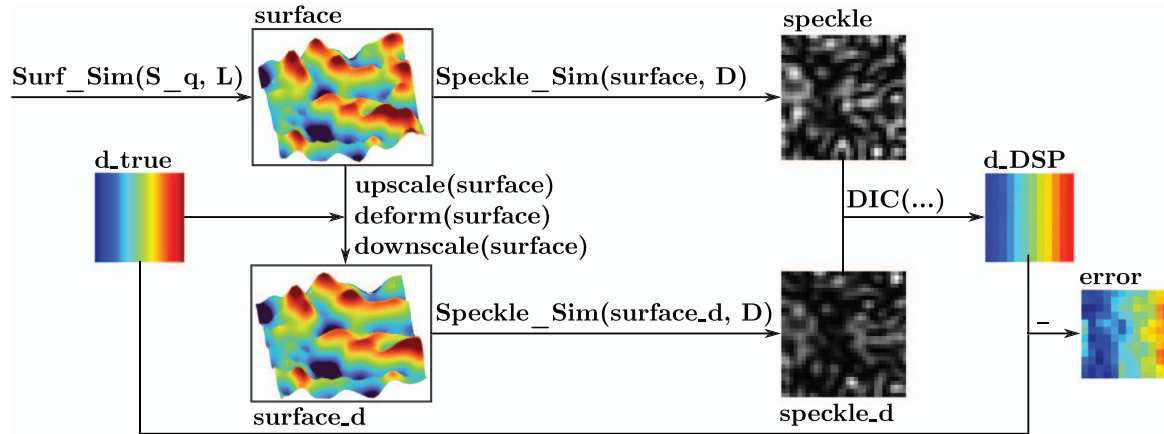 surface
speckle
Surf_Sim(S_q, L)
Speckle_Sim(surface, D)
d_true
d_DSP
upscale(surface)
deform(surface)
downscale(surface)
DIC(...)
error
Speckle_Sim(surface_d, D)
–
surface_d
speckle_d